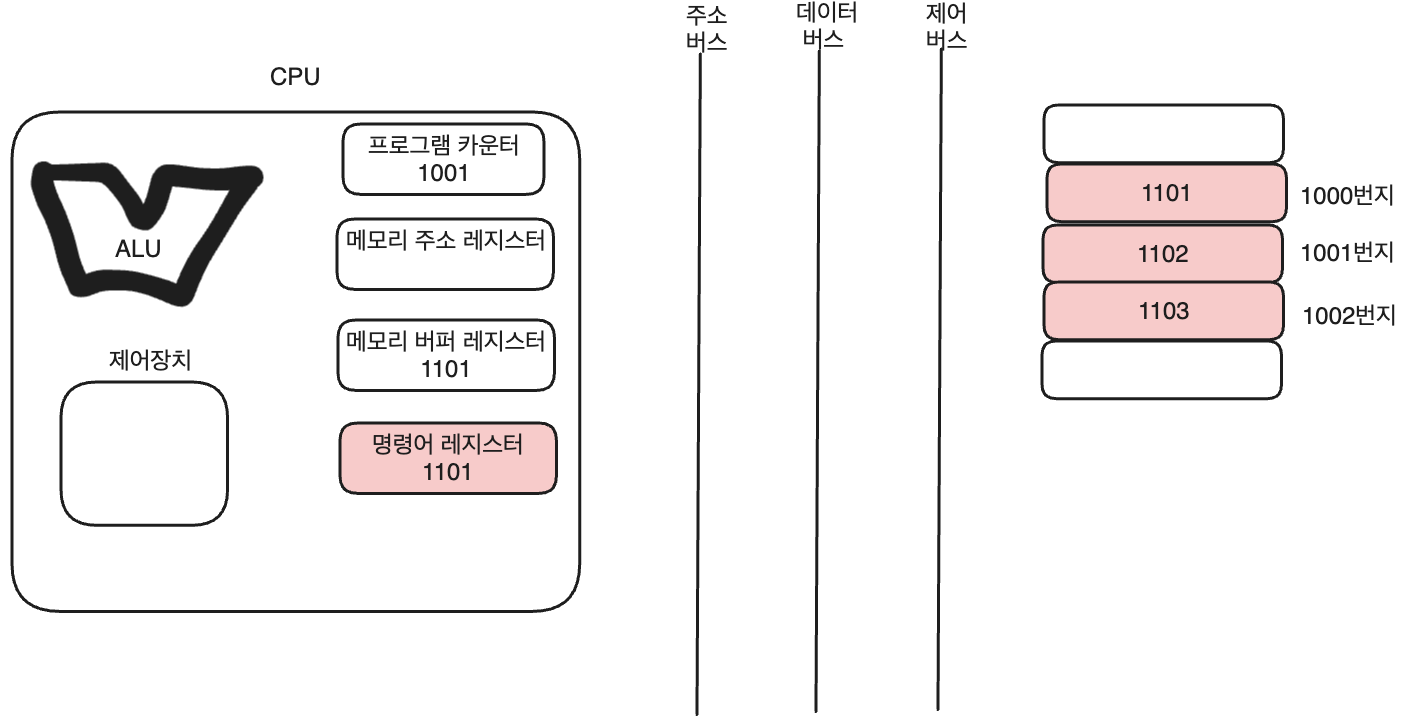 주소
버스
데이터
버스
제어
버스
CPU
프로그램 카운터
1001
메모리 주소 레지스터
ALU
메모리 버퍼 레지스터
1101
제어장치
명령어 레지스터
1101
1101
1000번지
1102
1001번지
1103
1002번지